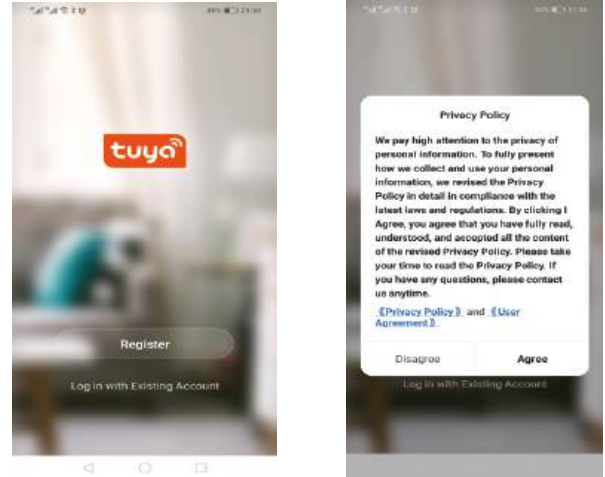 tuya
Register
Log in with Existing Account
Privacy Policy
We pay high attention to the privacy of
personal information. To fully present
how we collect and use your personal
information, we revised the Privacy
Policy in detail in compliance with the
latest laws and regulations. By clicking I
Agree, you agree that you have fully read,
understood, and accepted all the content
of the revised Privacy Policy. Please take
your time to read the Privacy Policy. If
you have any questions, please contact
us anytime.
《Privacy Policy》 and 《User
Agreement》
Disagree Agree
Log in with Existing Account